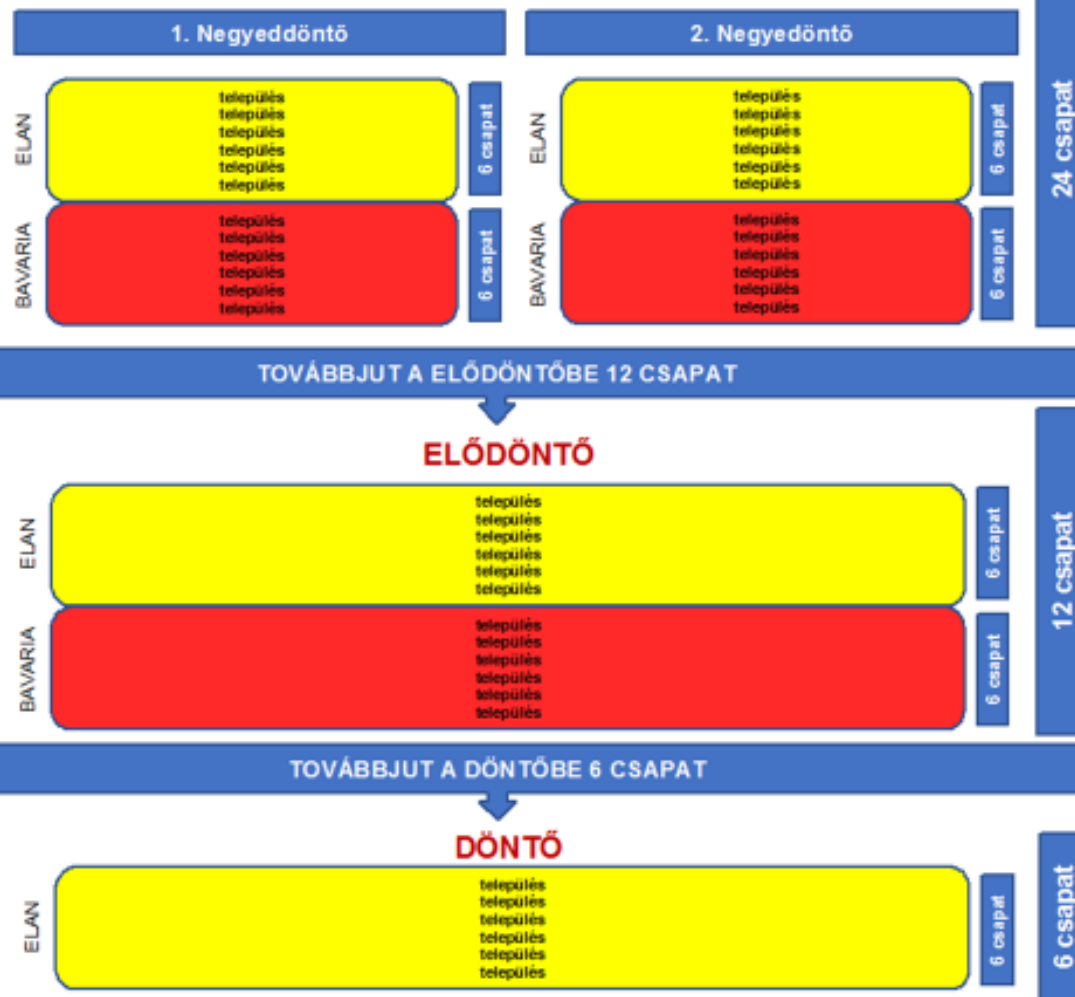 1. Negyeddöntő
2. Negyedöntő
24 csapat
ELAN
település
település
település
település
település
település
6 csapat
ELAN
település
település
település
település
település
település
6 csapat
BAVARIA
település
település
település
település
település
település
6 csapat
BAVARIA
település
település
település
település
település
település
6 csapat
TOVÁBBJUT A ELŐDÖNTŐBE 12 CSAPAT
ELŐDÖNTŐ
12 csapat
ELAN
település
település
település
település
település
település
6 csapat
BAVARIA
település
település
település
település
település
település
6 csapat
TOVÁBBJUT A DÖNTŐBE 6 CSAPAT
DÖNTŐ
6 csapat
ELAN
település
település
település
település
település
település
6 csapat